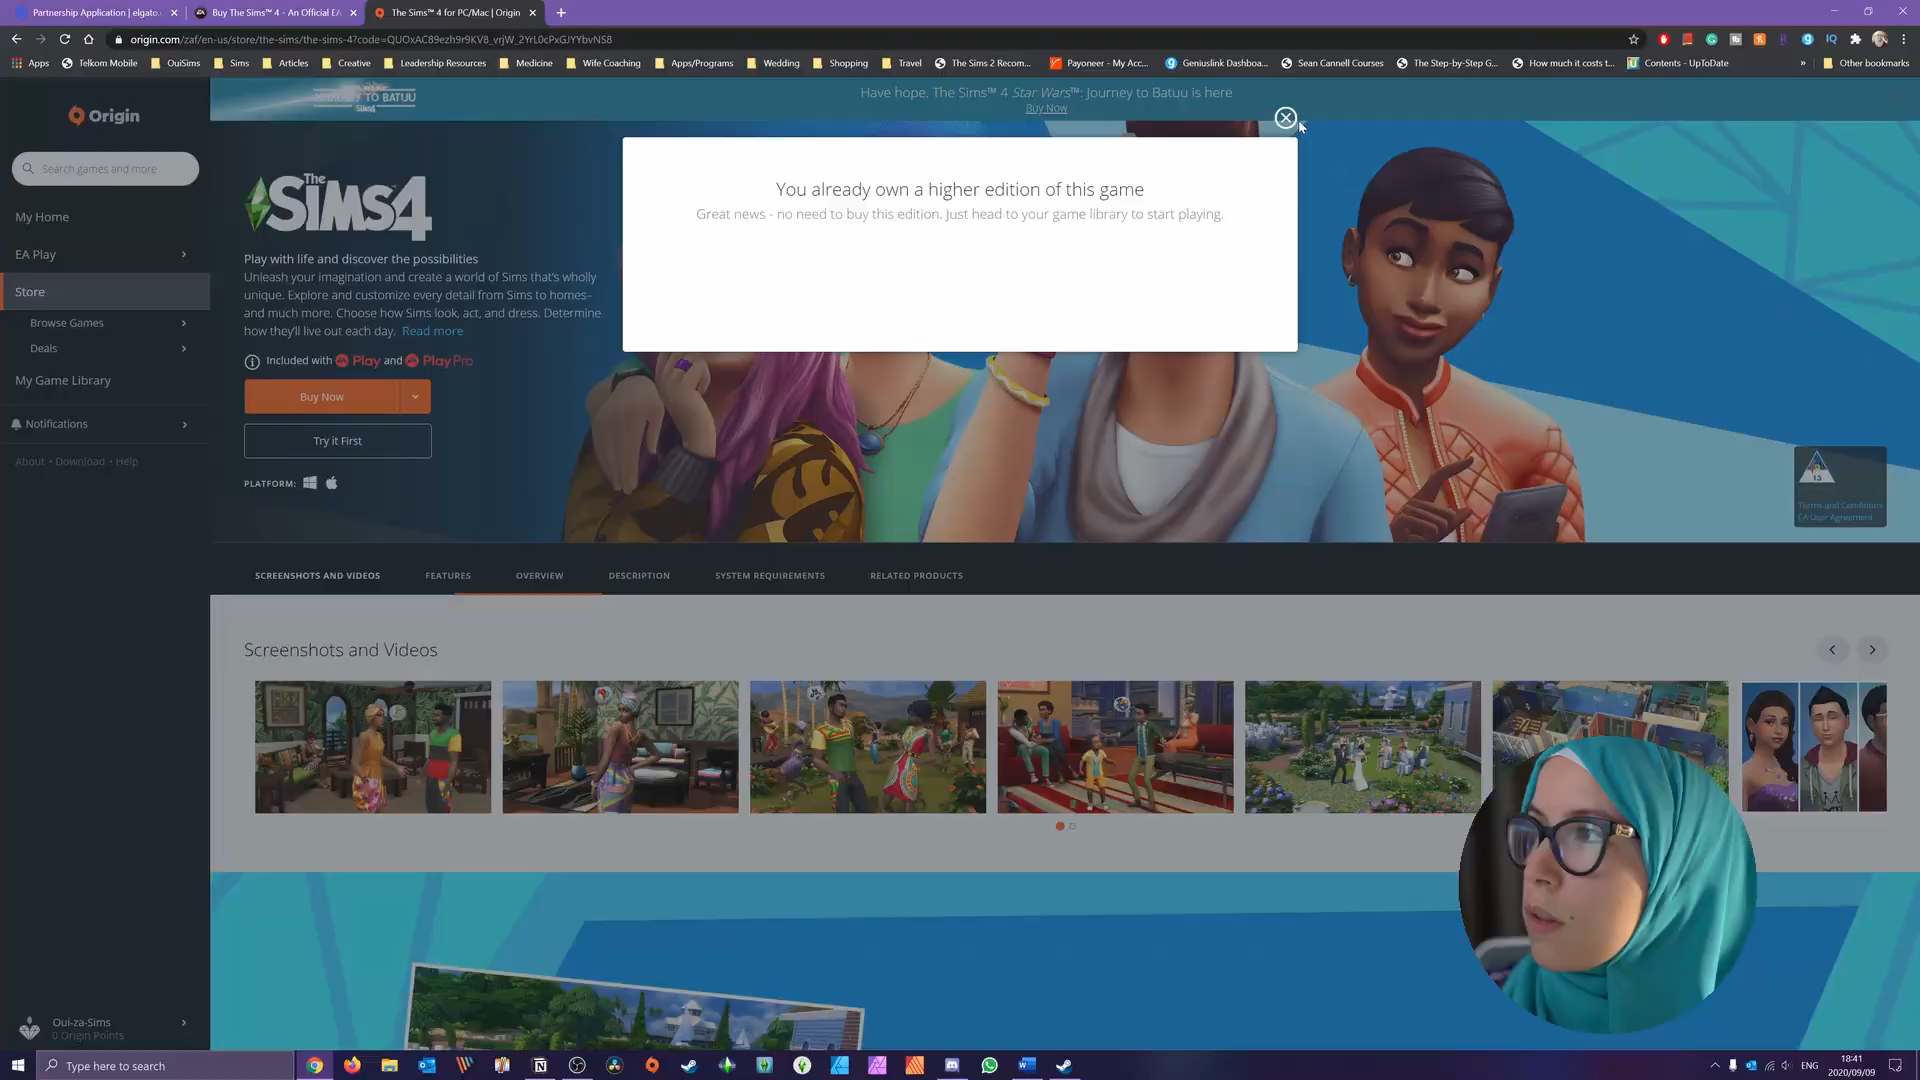 Partnership Application | elgato.
Buy The Sims™ 4 - An Official EA
The Sims™ 4 for PC/Mac | Origin
origin.com/zaf/en-us/store/the-sims/the-sims-4?code=QUOxAC89ezh9r9KV8_vrjW_2YrL0cPxGJYYbvNS8
Apps
Telkom Mobile
OuiSims
Sims
Articles
Creative
Leadership Resources
Medicine
Wife Coaching
Apps/Programs
Wedding
Shopping
Travel
The Sims 2 Recom...
Payoneer - My Acc...
Geniuslink Dashboa...
Sean Cannell Courses
The Step-by-Step G...
How much it costs t...
Contents - UpToDate
»
Other bookmarks
Origin
JOURNEY TO BATUU
Have hope. The Sims™ 4 Star Wars™: Journey to Batuu is here
Buy Now
Search games and more
My Home
EA Play
Store
Browse Games
Deals
My Game Library
Notifications
About • Download • Help
The SIMS 4
You already own a higher edition of this game
Great news - no need to buy this edition. Just head to your game library to start playing.
Play with life and discover the possibilities
Unleash your imagination and create a world of Sims that's wholly
unique. Explore and customize every detail from Sims to homes–
and much more. Choose how Sims look, act, and dress. Determine
how they'll live out each day. Read more
Included with EA Play and EA Play Pro
Buy Now
Try it First
PLATFORM:
13
Terms and Conditions
| A User Agreement
SCREENSHOTS AND VIDEOS
FEATURES
OVERVIEW
DESCRIPTION
SYSTEM REQUIREMENTS
RELATED PRODUCTS
Screenshots and Videos
Oui-za-Sims
0 Origin Points
Type here to search
ENG
18:41
2020/09/09